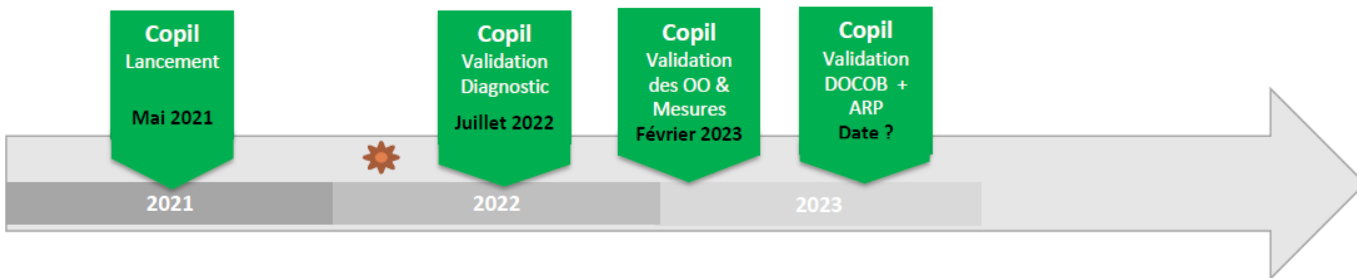 Copil
Lancement
Mai 2021
Copil
Validation
Diagnostic
Juillet 2022
Copil
Validation
des OO &
Mesures
Février 2023
Copil
Validation
DOCOB +
ARP
Date ?
2021
2022
2023